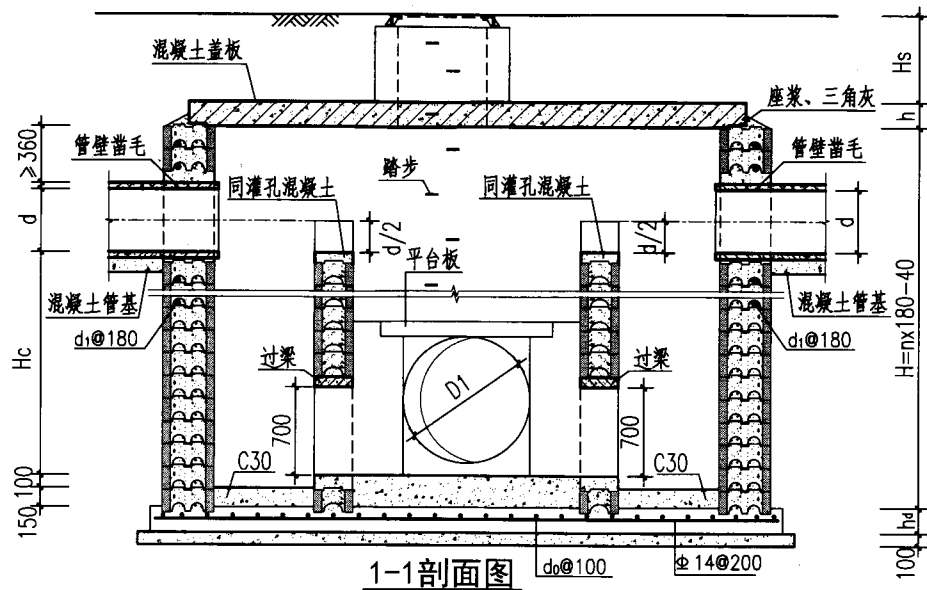 混凝土盖板
座浆、三角灰
管壁凿毛
踏步
管壁凿毛
同灌孔混凝土
同灌孔混凝土
≥360
d
d/2
d/2
d
Hs
h
平台板
混凝土管基
混凝土管基
d₁@180
d₁@180
过梁
过梁
D1
Hc
H=nx180-40
700
700
C30
C30
100
150
hd
100
d₀@100
Φ14@200
1-1剖面图